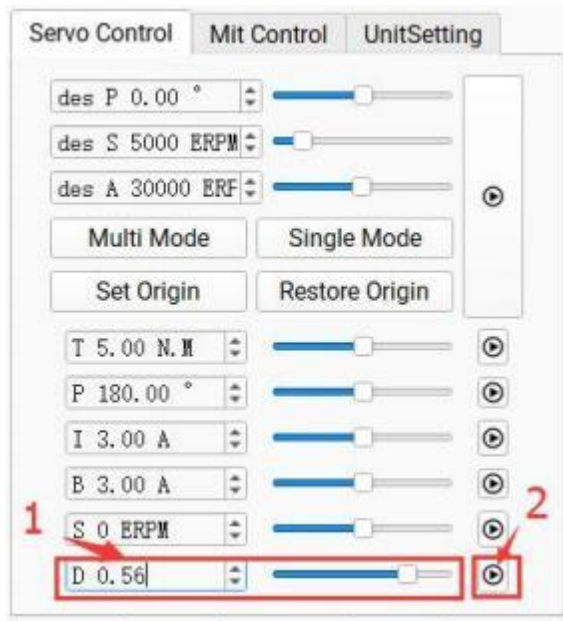 Servo Control Mit Control UnitSetting
des P 0.00 °
des S 5000 ERPM
des A 30000 ERF
Multi Mode Single Mode
Set Origin Restore Origin
T 5.00 N.M
P 180.00 °
I 3.00 A
B 3.00 A
1 2
S 0 ERPM
D 0.56